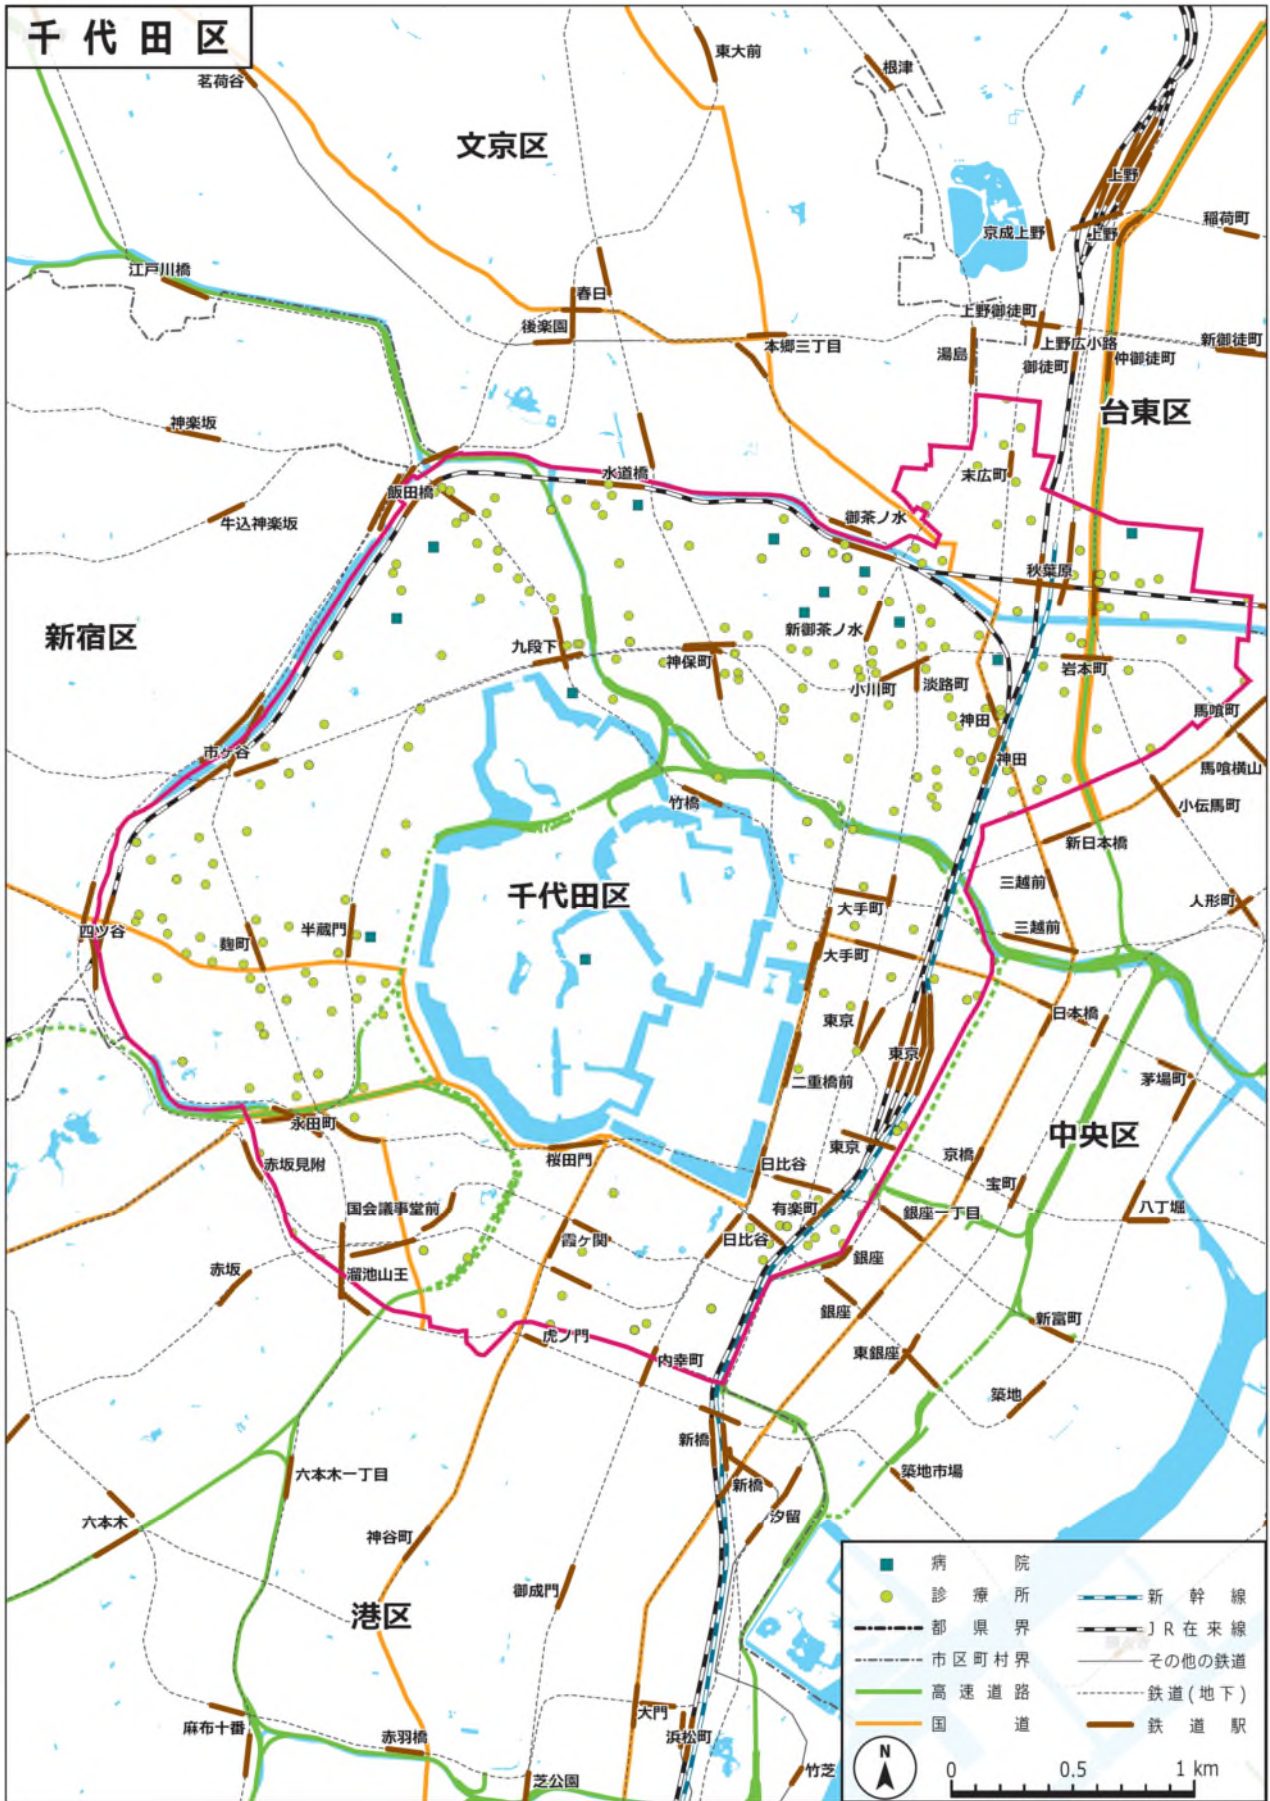 千代田区
茗荷谷
東大前
根津
文京区
上野
京成上野
上野
稲荷町
江戸川橋
春日
後楽園
本郷三丁目
上野御徒町
湯島
上野広小路
御徒町
仲御徒町
新御徒町
台東区
神楽坂
水道橋
末広町
飯田橋
牛込神楽坂
御茶ノ水
秋葉原
新宿区
九段下
神保町
新御茶ノ水
小川町
淡路町
岩本町
神田
馬喰町
市ヶ谷
神田
馬喰横山
竹橋
小伝馬町
新日本橋
千代田区
三越前
大手町
人形町
四ツ谷
麹町
半蔵門
三越前
大手町
東京
日本橋
東京
二重橋前
茅場町
永田町
中央区
赤坂見附
桜田門
東京
京橋
日比谷
宝町
国会議事堂前
有楽町
銀座一丁目
八丁堀
霞ヶ関
日比谷
赤坂
溜池山王
銀座
銀座
虎ノ門
新富町
内幸町
東銀座
築地
新橋
六本木一丁目
新橋
築地市場
六本木
神谷町
汐留
御成門
港区
麻布十番
赤羽橋
大門
浜松町
芝公園
竹芝
病院
診療所
新幹線
都県界
JR在来線
市区町村界
その他の鉄道
高速道路
鉄道(地下)
国道
鉄道駅
N
0 0.5 1 km